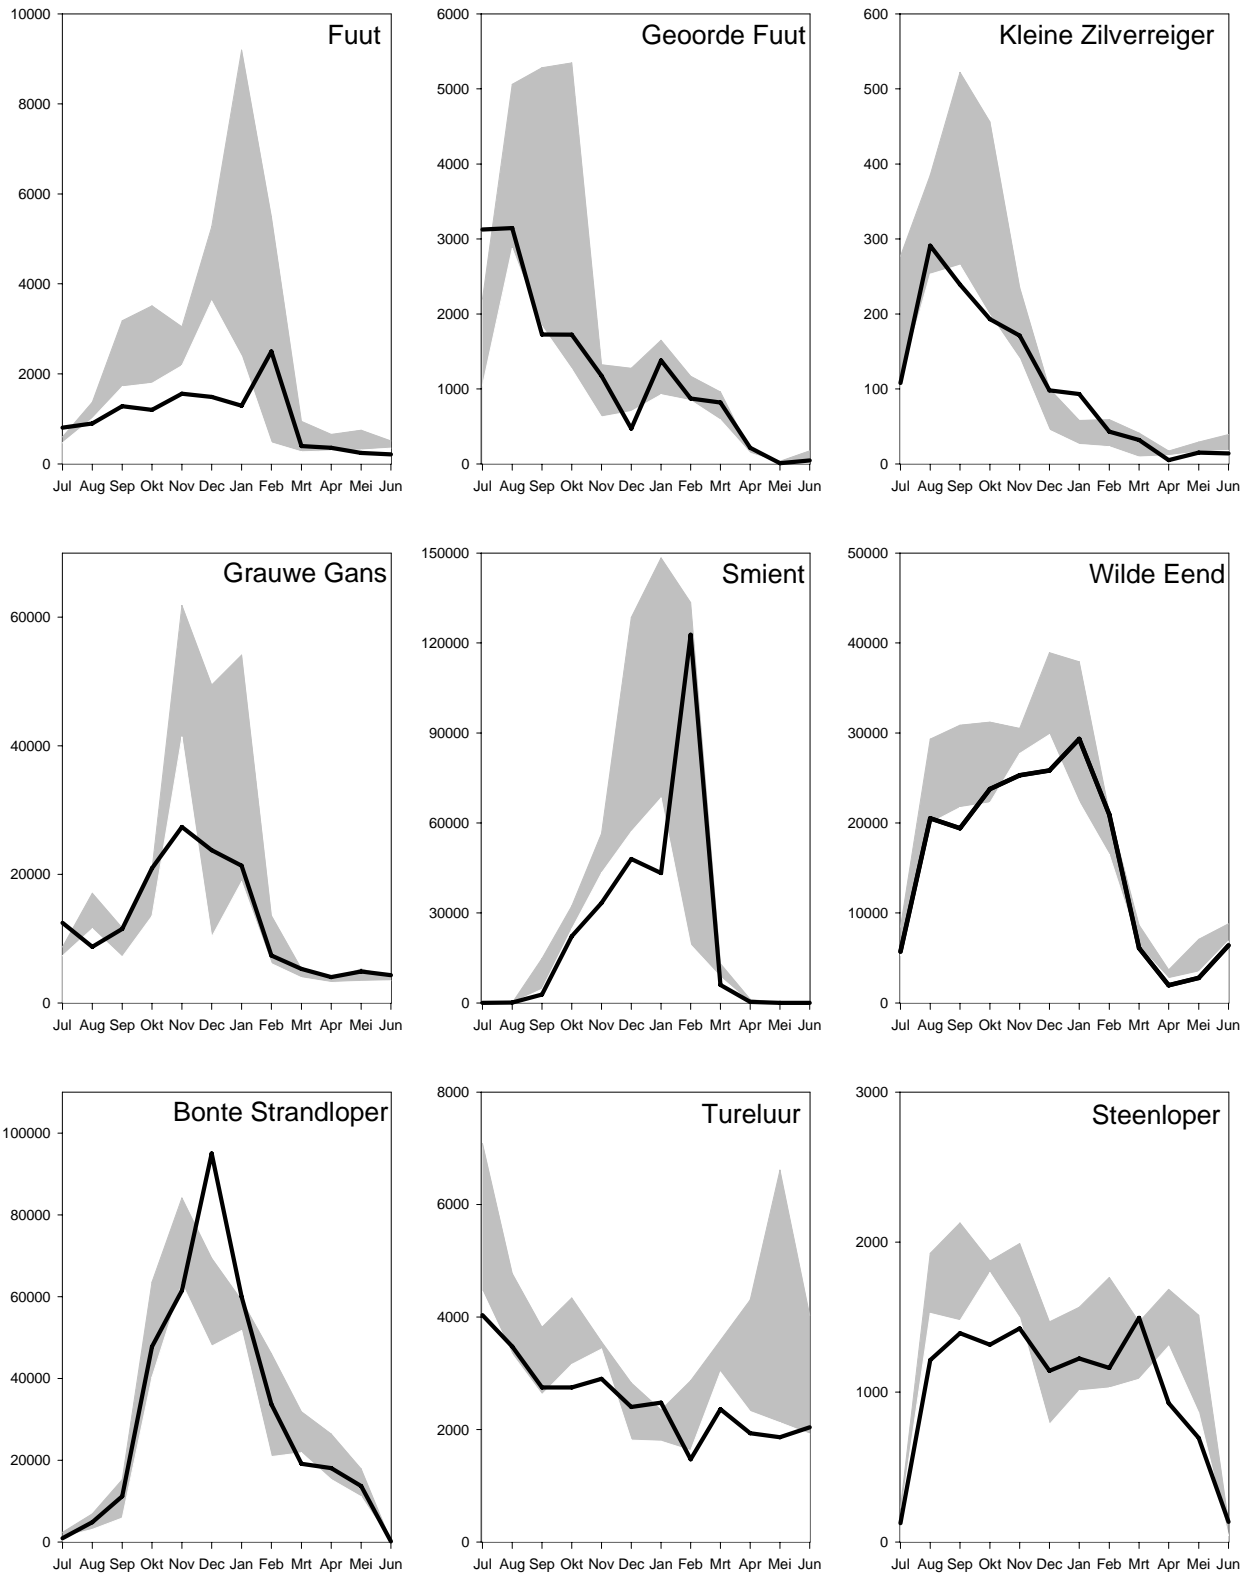 Fuut
10000
8000
6000
4000
2000
0
Jul Aug Sep Okt Nov Dec Jan Feb Mrt Apr Mei Jun
Geoorde Fuut
6000
5000
4000
3000
2000
1000
0
Jul Aug Sep Okt Nov Dec Jan Feb Mrt Apr Mei Jun
Kleine Zilverreiger
600
500
400
300
200
100
0
Jul Aug Sep Okt Nov Dec Jan Feb Mrt Apr Mei Jun
Grauwe Gans
60000
40000
20000
0
Jul Aug Sep Okt Nov Dec Jan Feb Mrt Apr Mei Jun
Smient
150000
120000
90000
60000
30000
0
Jul Aug Sep Okt Nov Dec Jan Feb Mrt Apr Mei Jun
Wilde Eend
50000
40000
30000
20000
10000
0
Jul Aug Sep Okt Nov Dec Jan Feb Mrt Apr Mei Jun
Bonte Strandloper
100000
80000
60000
40000
20000
0
Jul Aug Sep Okt Nov Dec Jan Feb Mrt Apr Mei Jun
Tureluur
8000
6000
4000
2000
0
Jul Aug Sep Okt Nov Dec Jan Feb Mrt Apr Mei Jun
Steenloper
3000
2000
1000
0
Jul Aug Sep Okt Nov Dec Jan Feb Mrt Apr Mei Jun